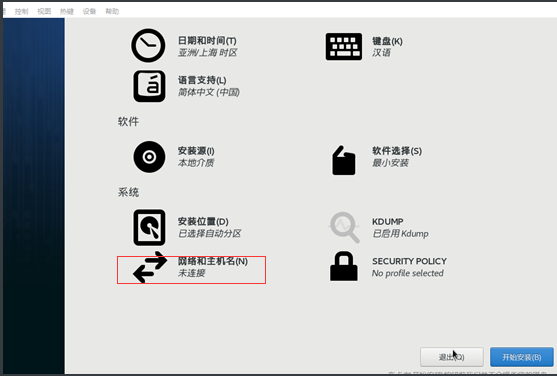 控制 视图 热键 设备 帮助
日期和时间(T)
亚洲/上海 时区
键盘(K)
汉语
语言支持(L)
简体中文 (中国)
软件
安装源(I)
本地介质
软件选择(S)
最小安装
系统
安装位置(D)
已选择自动分区
KDUMP
已启用 Kdump
网络和主机名(N)
未连接
SECURITY POLICY
No profile selected
退出(Q)
开始安装(B)